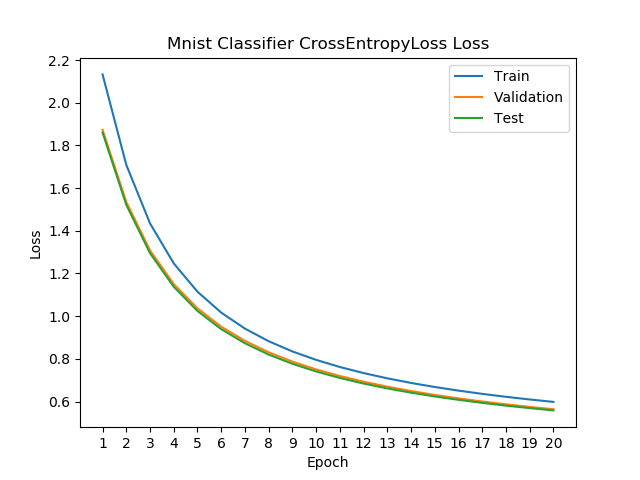 Mnist Classifier CrossEntropyLoss Loss
2.2
2.0
1.8
1.6
1.4
1.2
1.0
0.8
0.6
Loss
Train
Validation
Test
1 2 3 4 5 6 7 8 9 10 11 12 13 14 15 16 17 18 19 20
Epoch